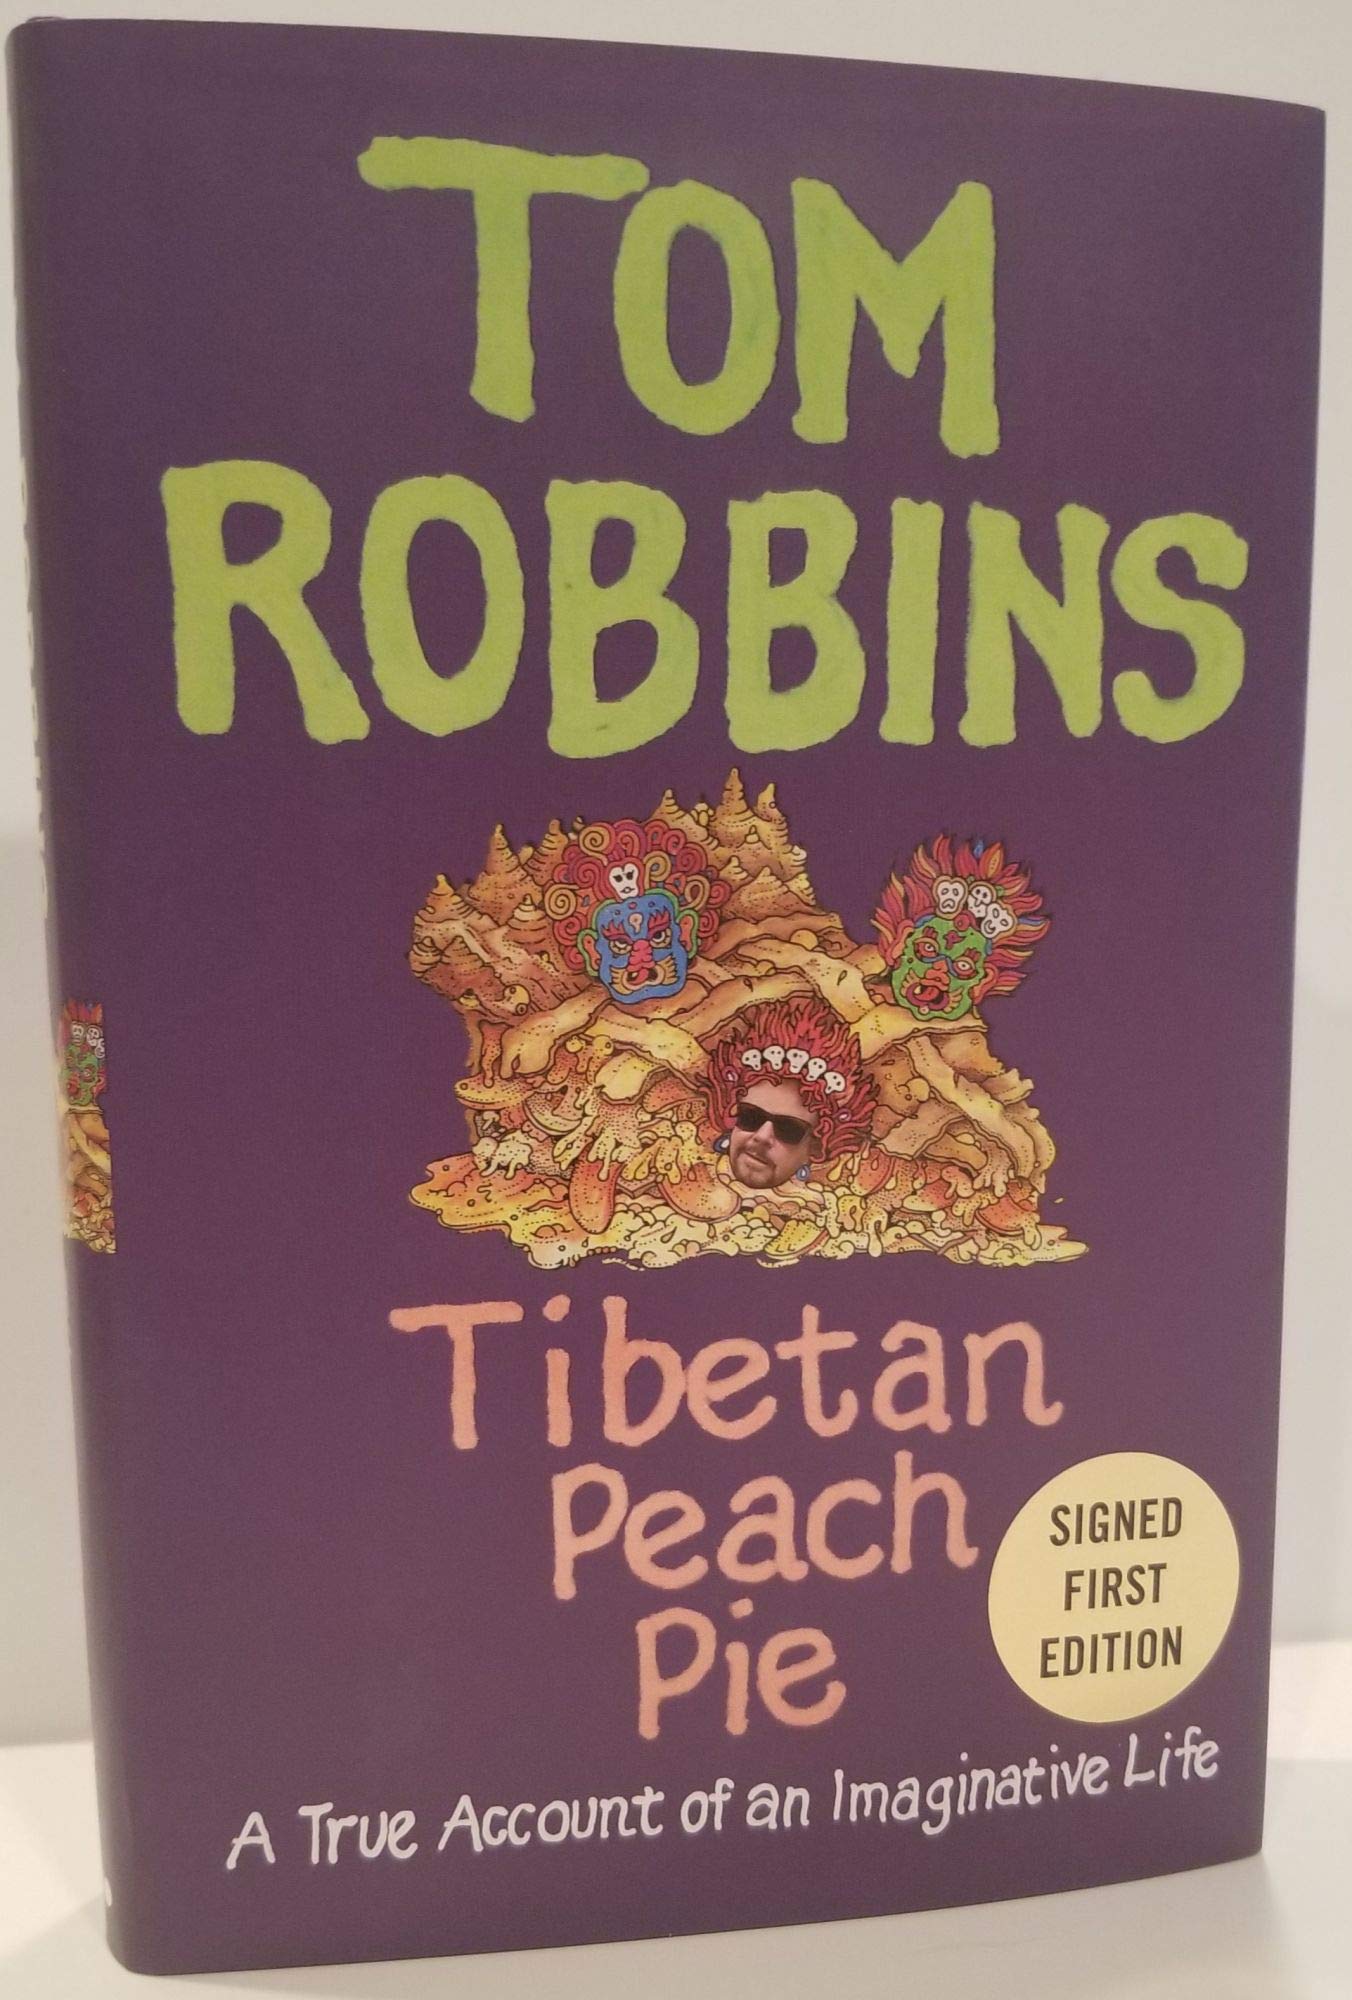 TOM
ROBBINS
Tibetan
Peach
Pie
SIGNED
FIRST
EDITION
A True Account of an Imaginative Life